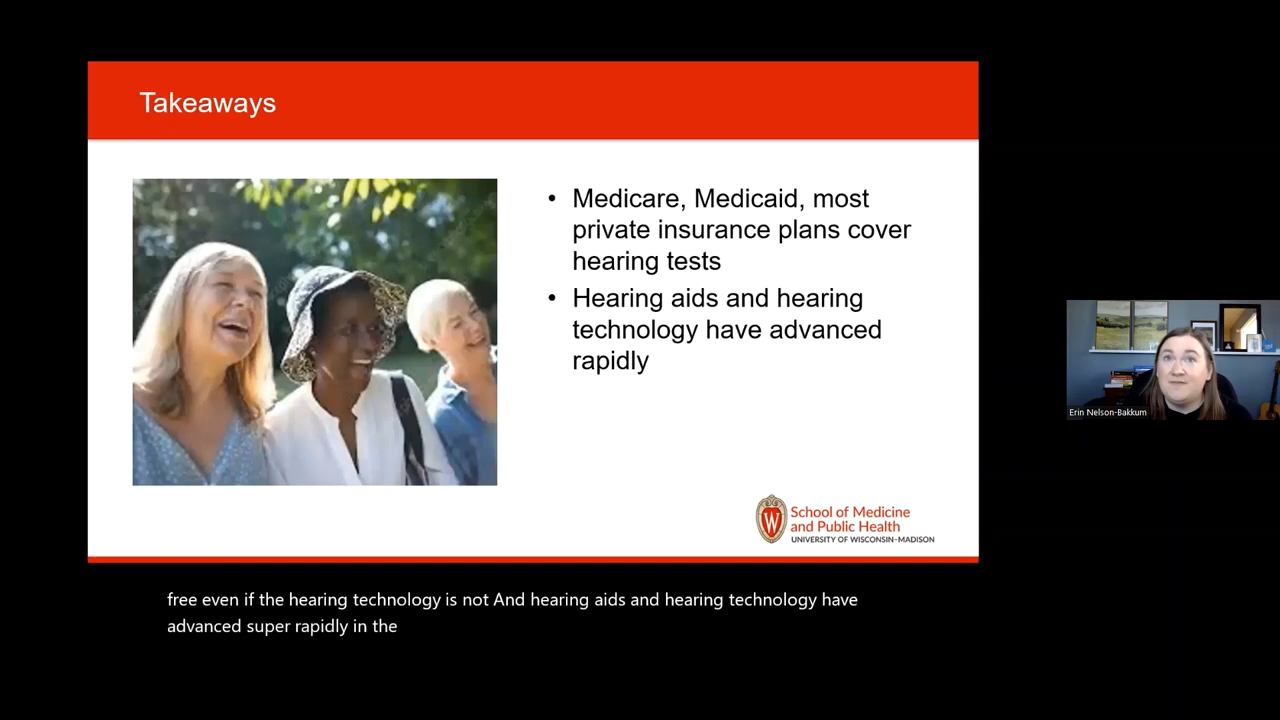 Takeaways
• Medicare, Medicaid, most
private insurance plans cover
hearing tests
• Hearing aids and hearing
technology have advanced
rapidly
W
School of Medicine
and Public Health
UNIVERSITY OF WISCONSIN–MADISON
Erin Nelson-Bakkum
free even if the hearing technology is not And hearing aids and hearing technology have
advanced super rapidly in the